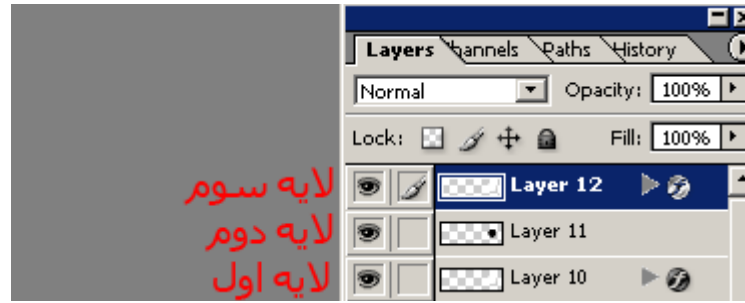 Layers Channels Paths History
Normal Opacity: 100%
Lock: Fill: 100%
لایه سوم Layer 12
لایه دوم Layer 11
لایه اول Layer 10